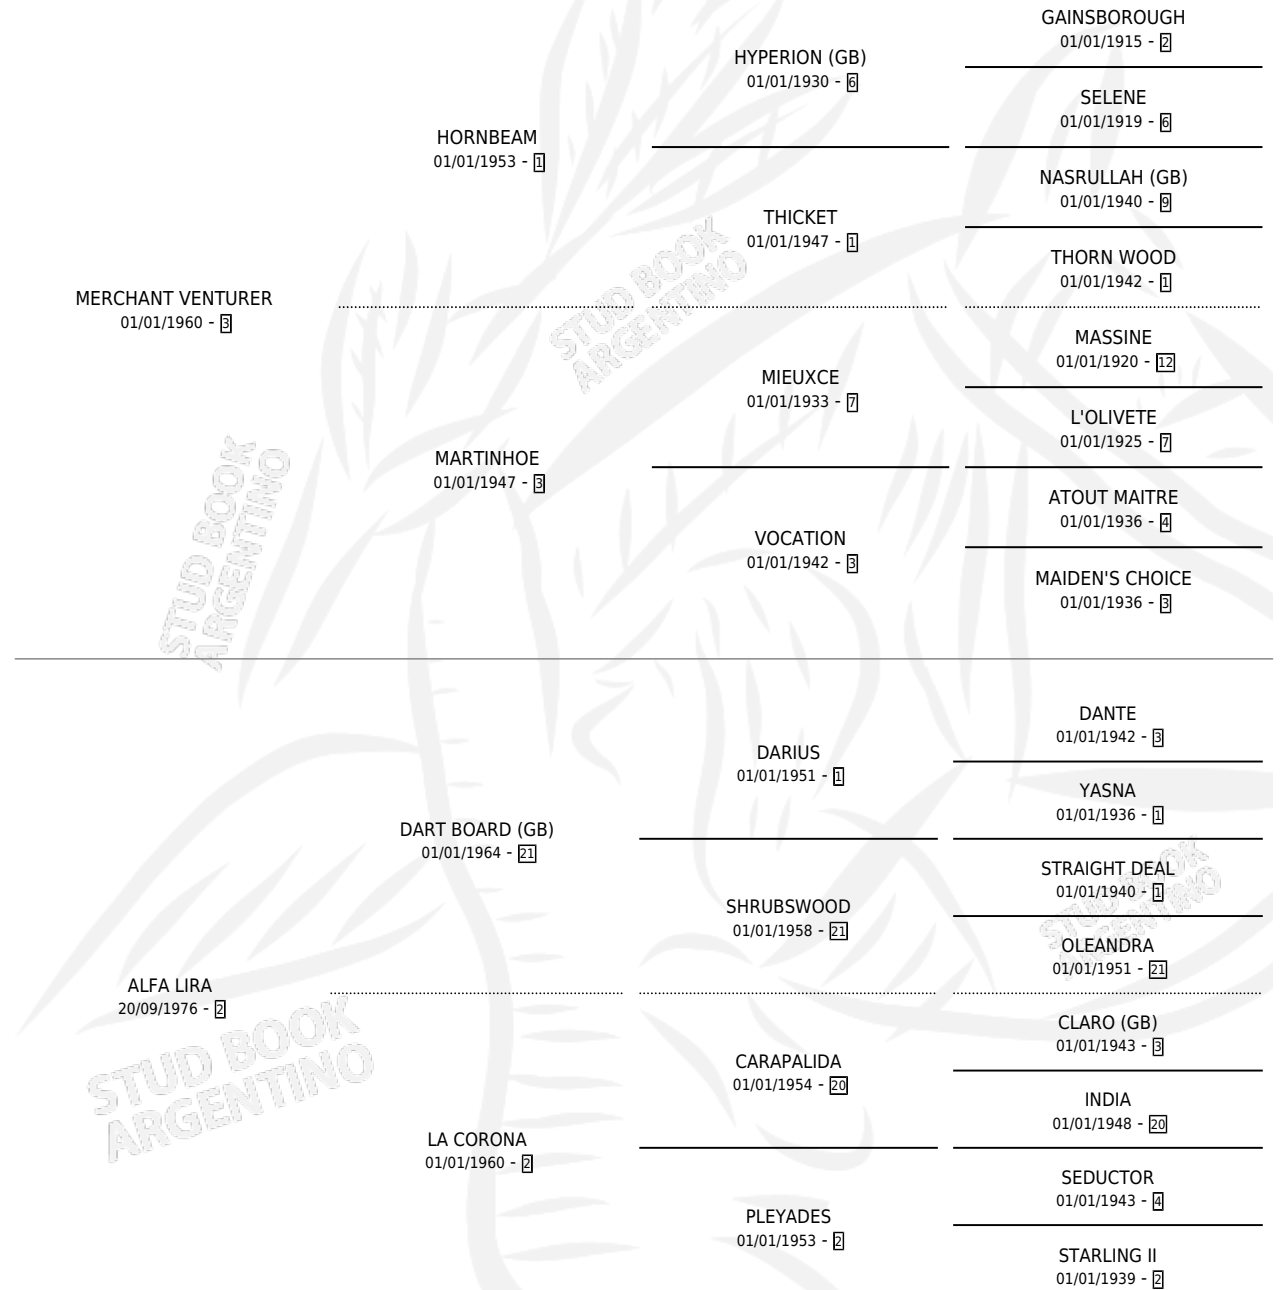 GAINSBOROUGH
01/01/1915 - 2
HYPERION (GB)
01/01/1930 - 6
SELENE
01/01/1919 - 6
HORNBEAM
01/01/1953 - 1
NASRULLAH (GB)
01/01/1940 - 9
THICKET
01/01/1947 - 1
THORN WOOD
01/01/1942 - 1
MERCHANT VENTURER
01/01/1960 - 3
MASSINE
01/01/1920 - 12
MIEUXCE
01/01/1933 - 7
L'OLIVETE
01/01/1925 - 7
MARTINHOE
01/01/1947 - 3
ATOUT MAITRE
01/01/1936 - 4
VOCATION
01/01/1942 - 3
MAIDEN'S CHOICE
01/01/1936 - 3
DANTE
01/01/1942 - 3
DARIUS
01/01/1951 - 1
YASNA
01/01/1936 - 1
DART BOARD (GB)
01/01/1964 - 21
STRAIGHT DEAL
01/01/1940 - 1
SHRUBSWOOD
01/01/1958 - 21
OLEANDRA
01/01/1951 - 21
ALFA LIRA
20/09/1976 - 2
CLARO (GB)
01/01/1943 - 3
CARAPALIDA
01/01/1954 - 20
INDIA
01/01/1948 - 20
LA CORONA
01/01/1960 - 2
SEDUCTOR
01/01/1943 - 4
PLEYADES
01/01/1953 - 2
STARLING II
01/01/1939 - 2
STUD BOOK
ARGENTINO
STUD BOOK
ARGENTINO
STUD BOOK
ARGENTINO
STUD BOOK
ARGENTINO